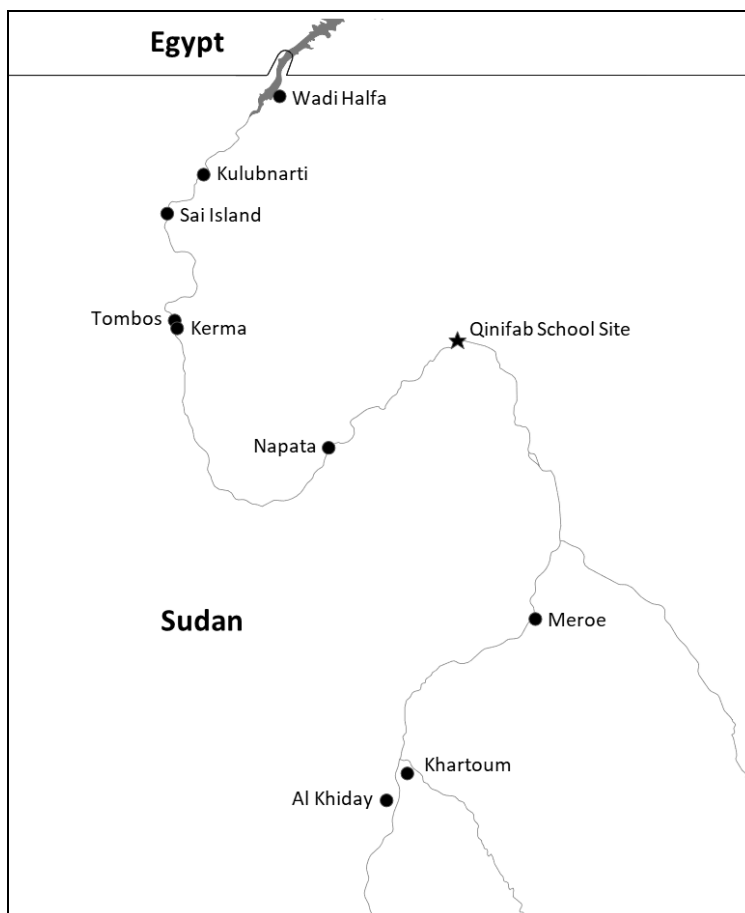 Egypt
Wadi Halfa
Kulubnarti
Sai Island
Tombos
Kerma
Qinifab School Site
Napata
Sudan
Meroe
Khartoum
Al Khiday